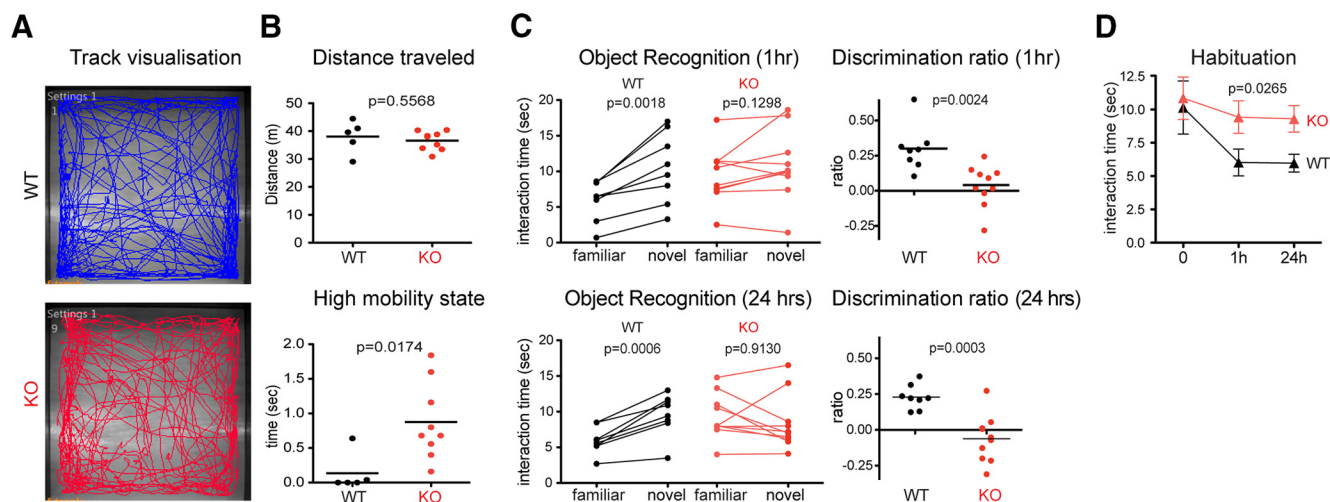 A
Track visualisation
WT
Settings 1
1
KO
Settings 1
9
B
Distance traveled
p=0.5568
Distance (m)
50
40
30
20
10
0
WT KO
High mobility state
p=0.0174
time (sec)
2.0
1.5
1.0
0.5
0.0
WT KO
C
Object Recognition (1hr)
WT KO
p=0.0018 p=0.1298
interaction time (sec)
20
15
10
5
0
familiar novel familiar novel
Discrimination ratio (1hr)
p=0.0024
ratio
0.50
0.25
0.00
-0.25
WT KO
Object Recognition (24 hrs)
WT KO
p=0.0006 p=0.9130
interaction time (sec)
20
15
10
5
0
familiar novel familiar novel
Discrimination ratio (24 hrs)
p=0.0003
ratio
0.50
0.25
0.00
-0.25
WT KO
D
Habituation
p=0.0265
interaction time (sec)
12.5
10.0
7.5
5.0
2.5
0.0
KO
WT
0 1h 24h